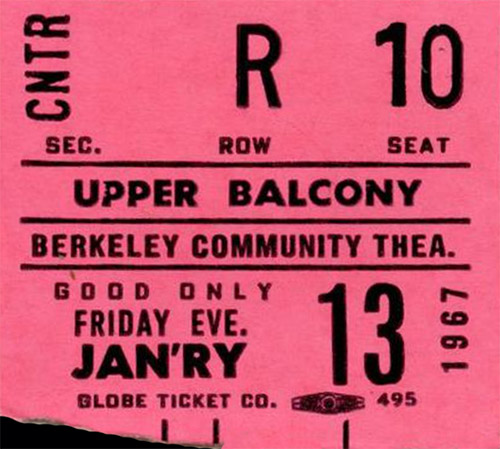 CNTR R 10
SEC. ROW SEAT
UPPER BALCONY
BERKELEY COMMUNITY THEA.
GOOD ONLY
FRIDAY EVE.
JAN'RY 13 1967
GLOBE TICKET CO. 495